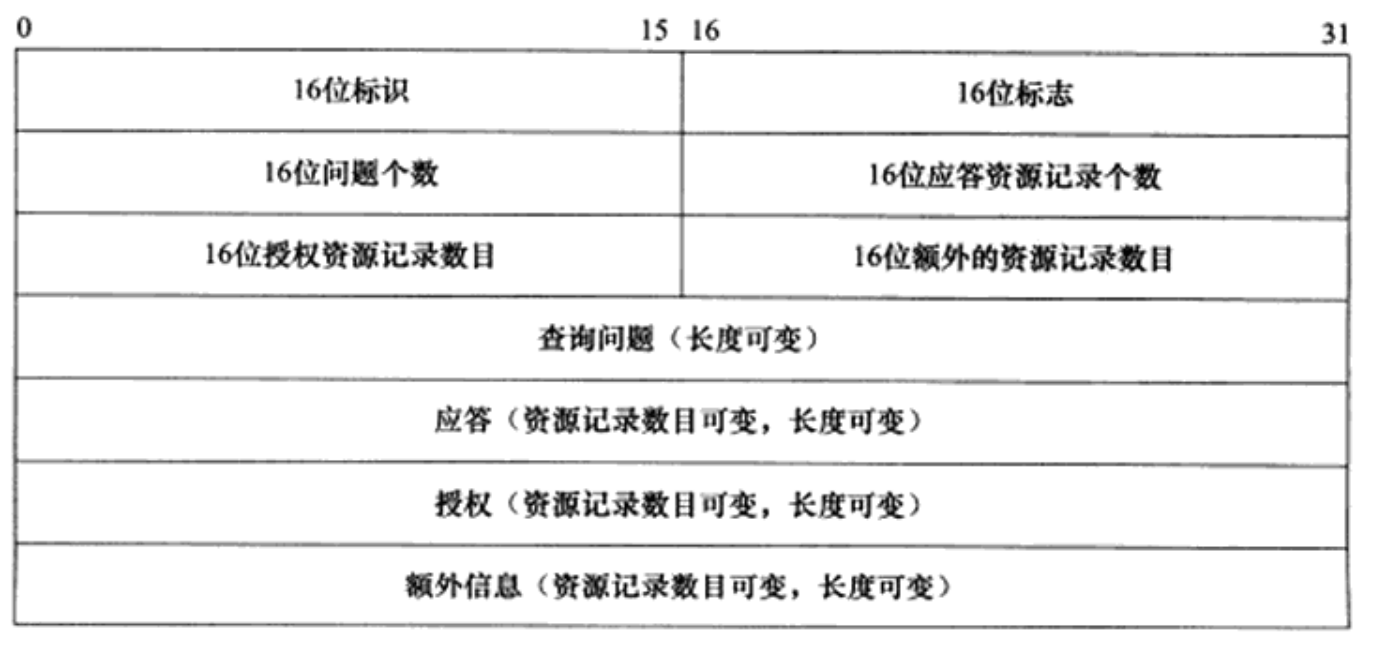 0 15 16 31
16位标识 16位标志
16位问题个数 16位应答资源记录个数
16位授权资源记录数目 16位额外的资源记录数目
查询问题（长度可变）
应答（资源记录数目可变，长度可变）
授权（资源记录数目可变，长度可变）
额外信息（资源记录数目可变，长度可变）